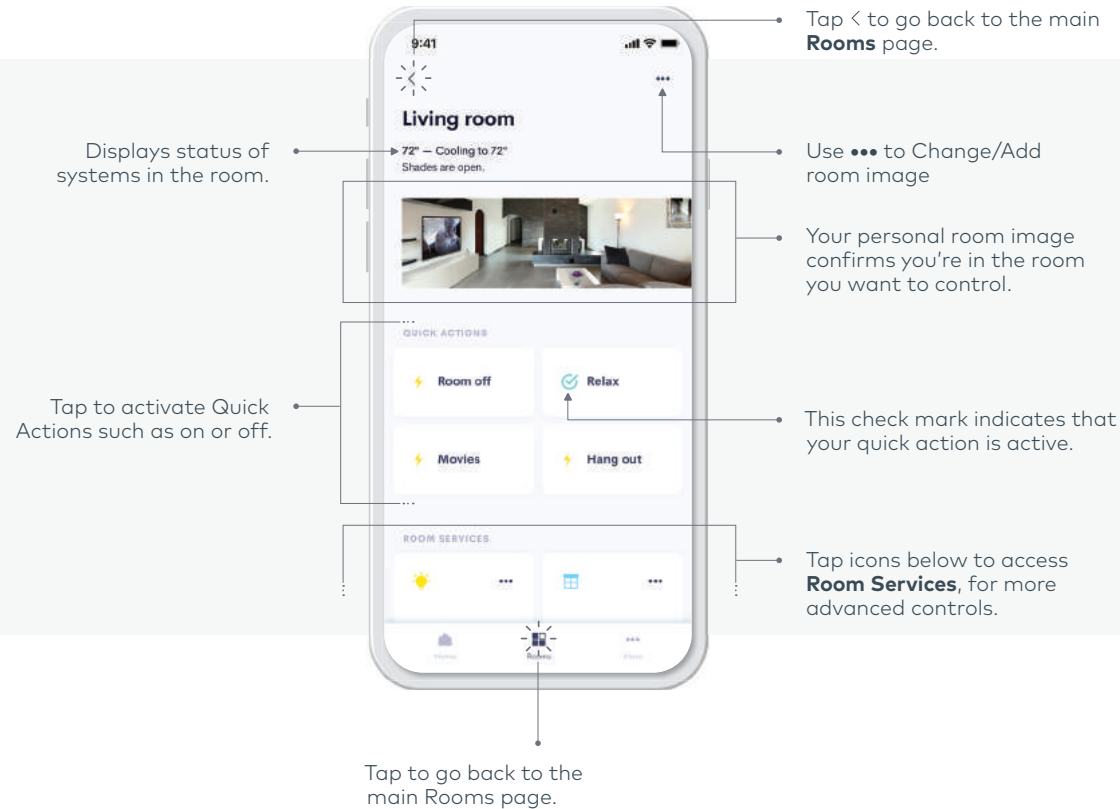 Tap < to go back to the main
Rooms page.
9:41
•••
Living room
72° — Cooling to 72°
Shades are open.
Displays status of
systems in the room.
Use ••• to Change/Add
room image
Your personal room image
confirms you're in the room
you want to control.
QUICK ACTIONS
Room off
Relax
Movies
Hang out
Tap to activate Quick
Actions such as on or off.
This check mark indicates that
your quick action is active.
ROOM SERVICES
•••
•••
Tap icons below to access
Room Services, for more
advanced controls.
Home
Rooms
•••
Tap to go back to the
main Rooms page.